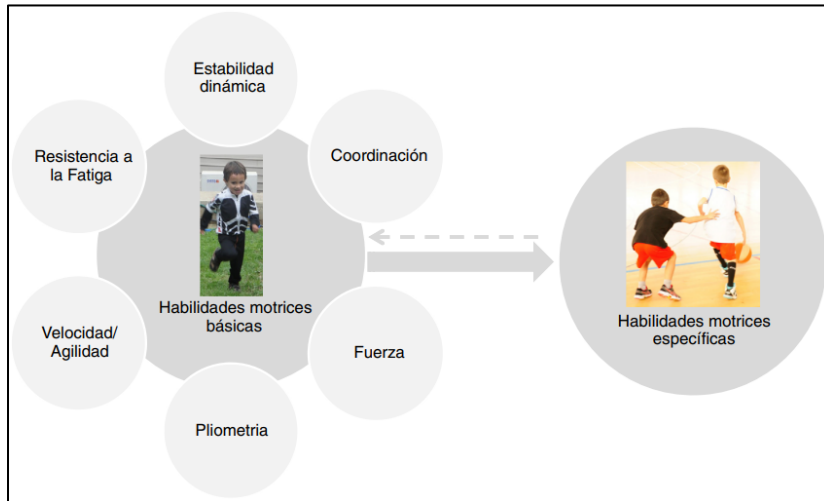 Estabilidad
dinámica
Resistencia a
la Fatiga
Coordinación
Habilidades motrices
básicas
Velocidad/
Agilidad
Fuerza
Pliometria
Habilidades motrices
específicas